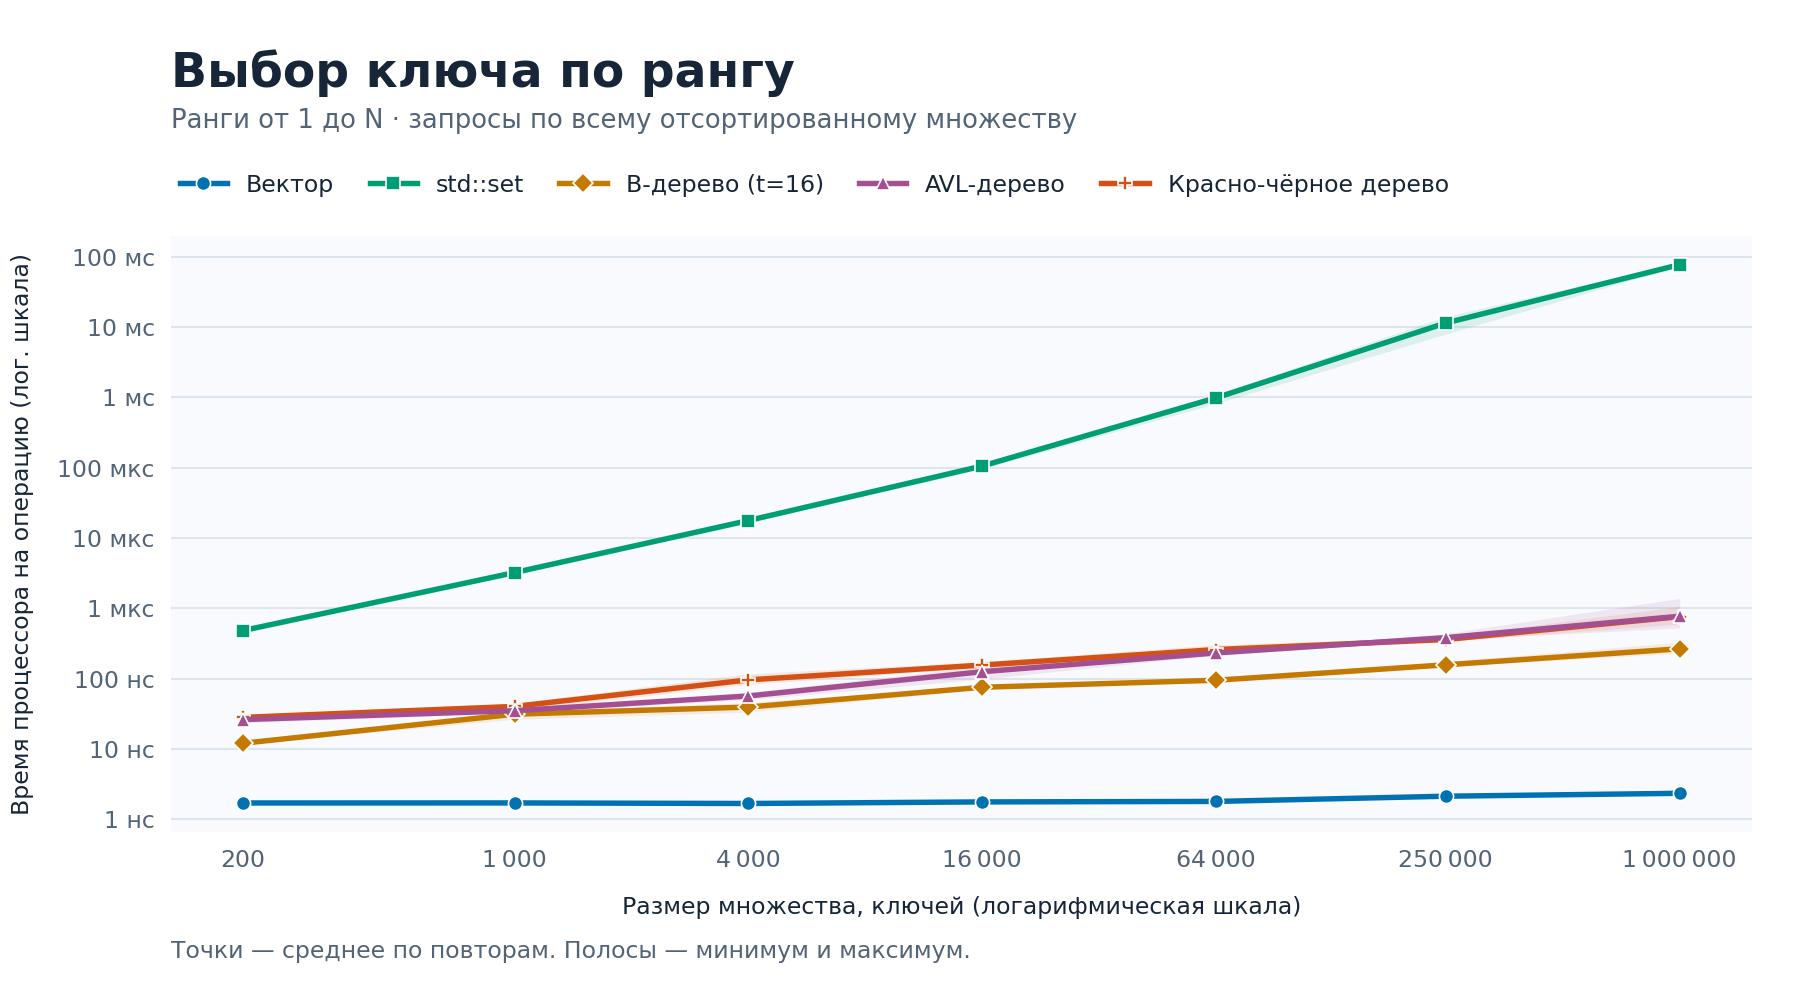 Выбор ключа по рангу
Ранги от 1 до N · запросы по всему отсортированному множеству
Вектор
std::set
B-дерево (t=16)
AVL-дерево
Красно-чёрное дерево
Время процессора на операцию (лог. шкала)
100 мс
10 мс
1 мс
100 мкс
10 мкс
1 мкс
100 нс
10 нс
1 нс
200
1 000
4 000
16 000
64 000
250 000
1 000 000
Размер множества, ключей (логарифмическая шкала)
Точки — среднее по повторам. Полосы — минимум и максимум.